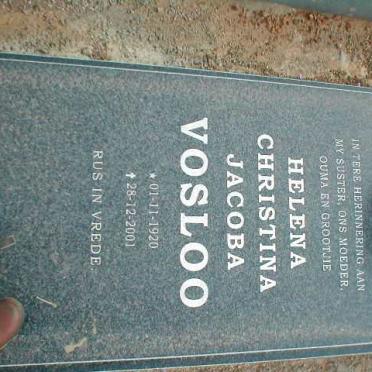 IN TERE HERINNERING AAN
MY SUSTER, ONS MOEDER,
OUMA EN GROOTJIE
HELENA
CHRISTINA
JACOBA
VOSLOO
★ 01-11-1920
✝ 28-12-2001
RUS IN VREDE